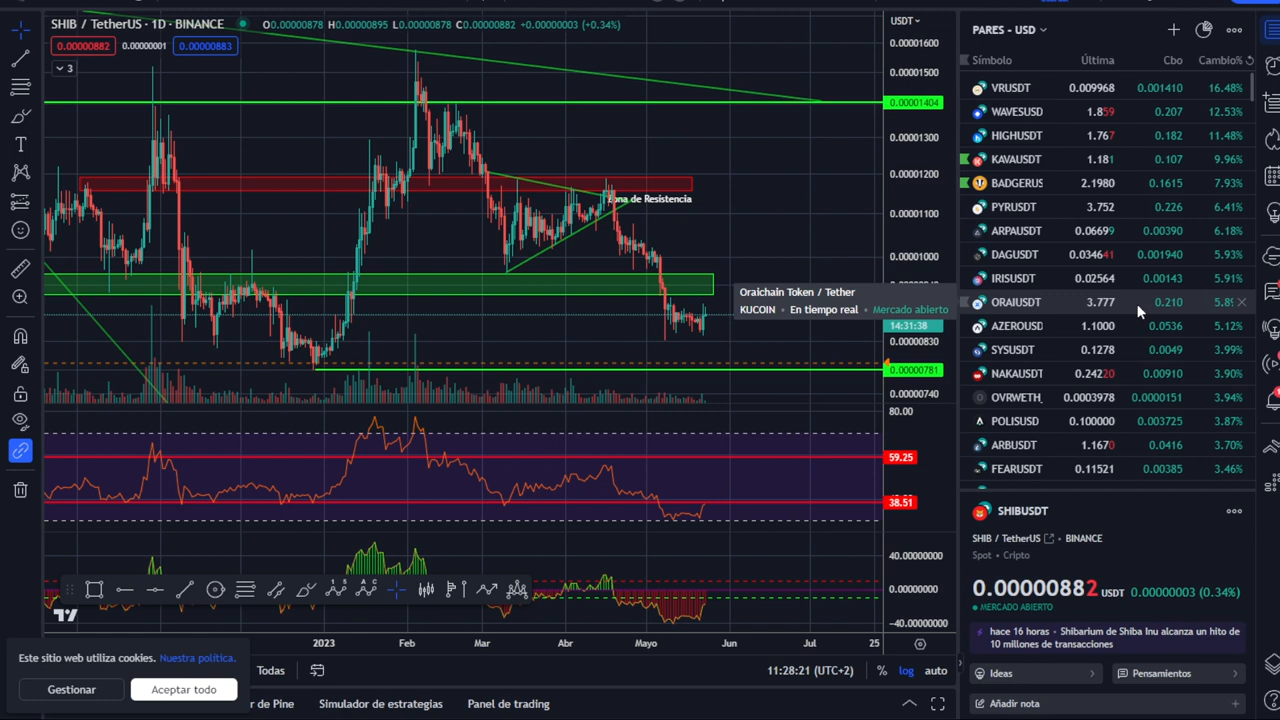 SHIB / TetherUS · 1D · BINANCE
O0.00000878 H0.00000895 L0.00000878 C0.00000882 +0.00000003 (+0.34%)
USDT
0.00000882
0.00000001
0.00000883
3
0.00001600
0.00001500
0.00001404
0.00001300
0.00001200
Zona de Resistencia
0.00001100
0.00001000
14:31:38
0.00000830
0.00000781
0.00000740
80.00
59.25
38.51
40.00000000
0.00000000
−40.00000000
Oraichain Token / Tether
KUCOIN • En tiempo real • Mercado abierto
2023
Feb
Mar
Abr
Mayo
Jun
Jul
25
Todas
11:28:21 (UTC+2)
%
log
auto
Este sitio web utiliza cookies. Nuestra política.
Gestionar
Aceptar todo
r de Pine
Simulador de estrategias
Panel de trading
PARES - USD
Símbolo Última Cbo Cambio%
VRUSDT 0.009968 0.001410 16.48%
WAVESUSD 1.859 0.207 12.53%
HIGHUSDT 1.767 0.182 11.48%
KAVAUSDT 1.181 0.107 9.96%
BADGERUS 2.1980 0.1615 7.93%
PYRUSDT 3.752 0.226 6.41%
ARPAUSDT 0.06699 0.00390 6.18%
DAGUSDT 0.034641 0.001940 5.93%
IRISUSDT 0.02564 0.00143 5.91%
ORAIUSDT 3.777 0.210
AZEROUSD 1.1000 0.0536 5.12%
SYSUSDT 0.1278 0.0049 3.99%
NAKAUSDT 0.24220 0.00910 3.90%
OVRWETH 0.0003978 0.0000151 3.94%
POLISUSD 0.100000 0.003725 3.87%
ARBUSDT 1.1670 0.0416 3.70%
FEARUSDT 0.11521 0.00385 3.46%
SHIBUSDT
SHIB / TetherUS • BINANCE
Spot • Cripto
0.00000882 USDT 0.00000003 (0.34%)
MERCADO ABIERTO
hace 16 horas · Shibarium de Shiba Inu alcanza un hito de
10 millones de transacciones
Ideas
Pensamientos
Añadir nota